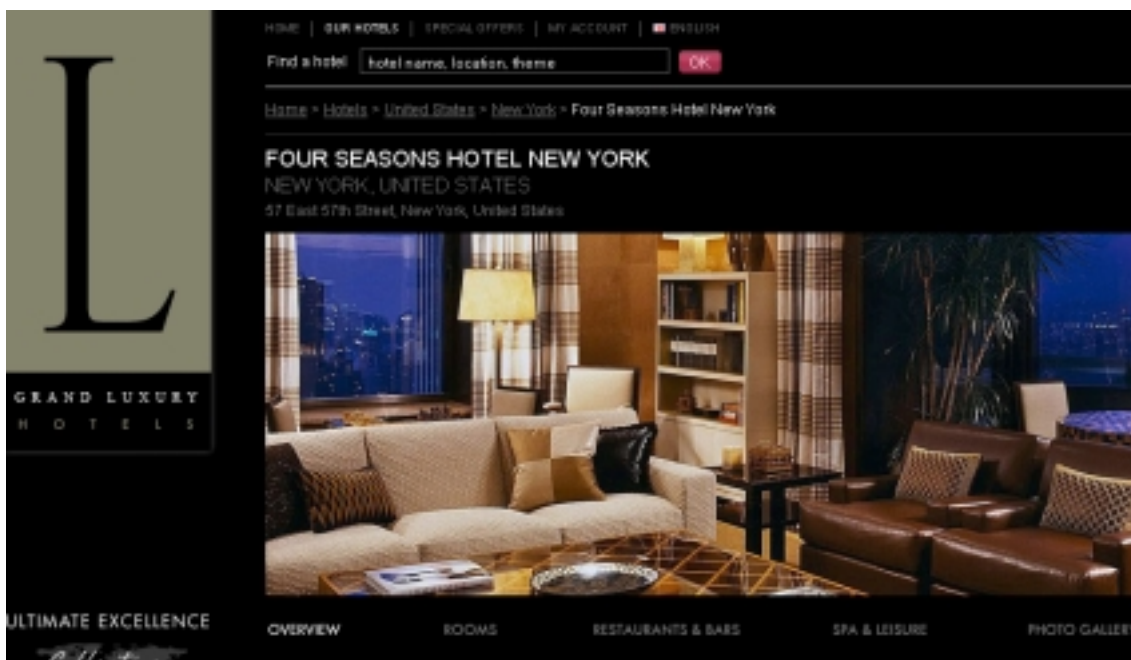 HOME | OUR HOTELS | SPECIAL OFFERS | MY ACCOUNT | ENGLISH
Find a hotel hotel name, location, theme OK
Home » Hotels » United States » New York » Four Seasons Hotel New York
FOUR SEASONS HOTEL NEW YORK
NEW YORK, UNITED STATES
57 East 57th Street, New York, United States
L
GRAND LUXURY
HOTELS
ULTIMATE EXCELLENCE
OVERVIEW ROOMS RESTAURANTS & BARS SPA & LEISURE PHOTO GALLERY